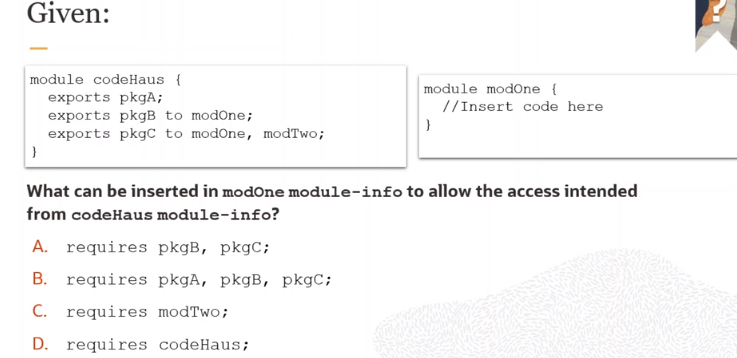 Given:
module codeHaus {
exports pkgA;
exports pkgB to modOne;
exports pkgC to modOne, modTwo;
}
module modOne {
//Insert code here
}
What can be inserted in modOne module-info to allow the access intended
from codeHaus module-info?
A. requires pkgB, pkgC;
B. requires pkgA, pkgB, pkgC;
C. requires modTwo;
D. requires codeHaus;
?